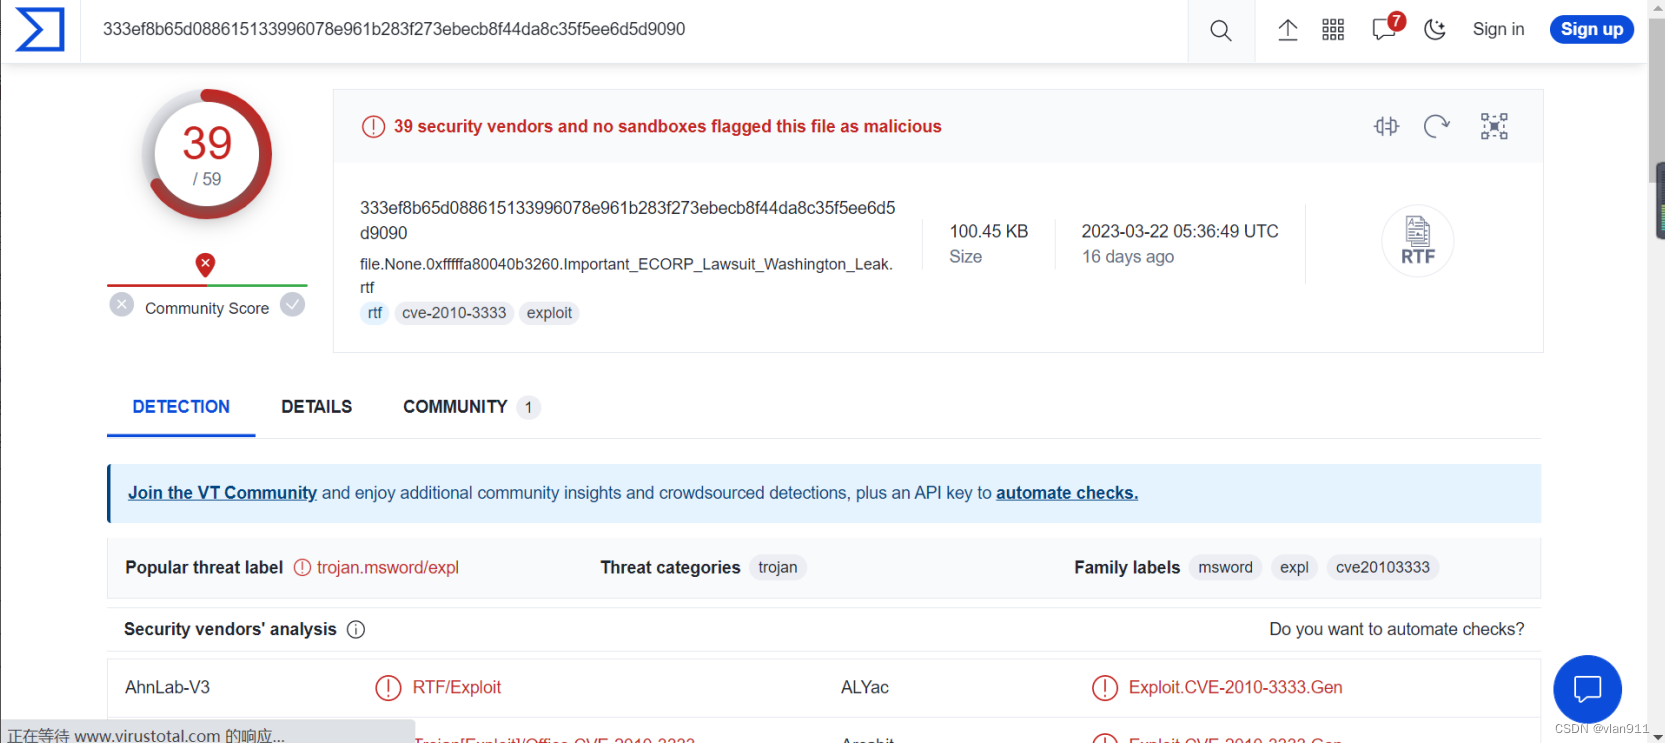 333ef8b65d088615133996078e961b283f273ebecb8f44da8c35f5ee6d5d9090
7
Sign in
Sign up
39
/ 59
Community Score
39 security vendors and no sandboxes flagged this file as malicious
333ef8b65d088615133996078e961b283f273ebecb8f44da8c35f5ee6d5
d9090
file.None.0xfffffa80040b3260.Important_ECORP_Lawsuit_Washington_Leak.
rtf
rtf cve-2010-3333 exploit
100.45 KB
Size
2023-03-22 05:36:49 UTC
16 days ago
RTF
DETECTION DETAILS COMMUNITY 1
Join the VT Community and enjoy additional community insights and crowdsourced detections, plus an API key to automate checks.
Popular threat label trojan.msword/expl Threat categories trojan Family labels msword expl cve20103333
Security vendors' analysis Do you want to automate checks?
AhnLab-V3 RTF/Exploit ALYac Exploit.CVE-2010-3333.Gen
Trojan[Exploit]/Office.CVE-2010-3333 Arcabit Exploit.CVE-2010-3333.Gen
正在等待 www.virustotal.com 的响应...
CSDN @vlan911